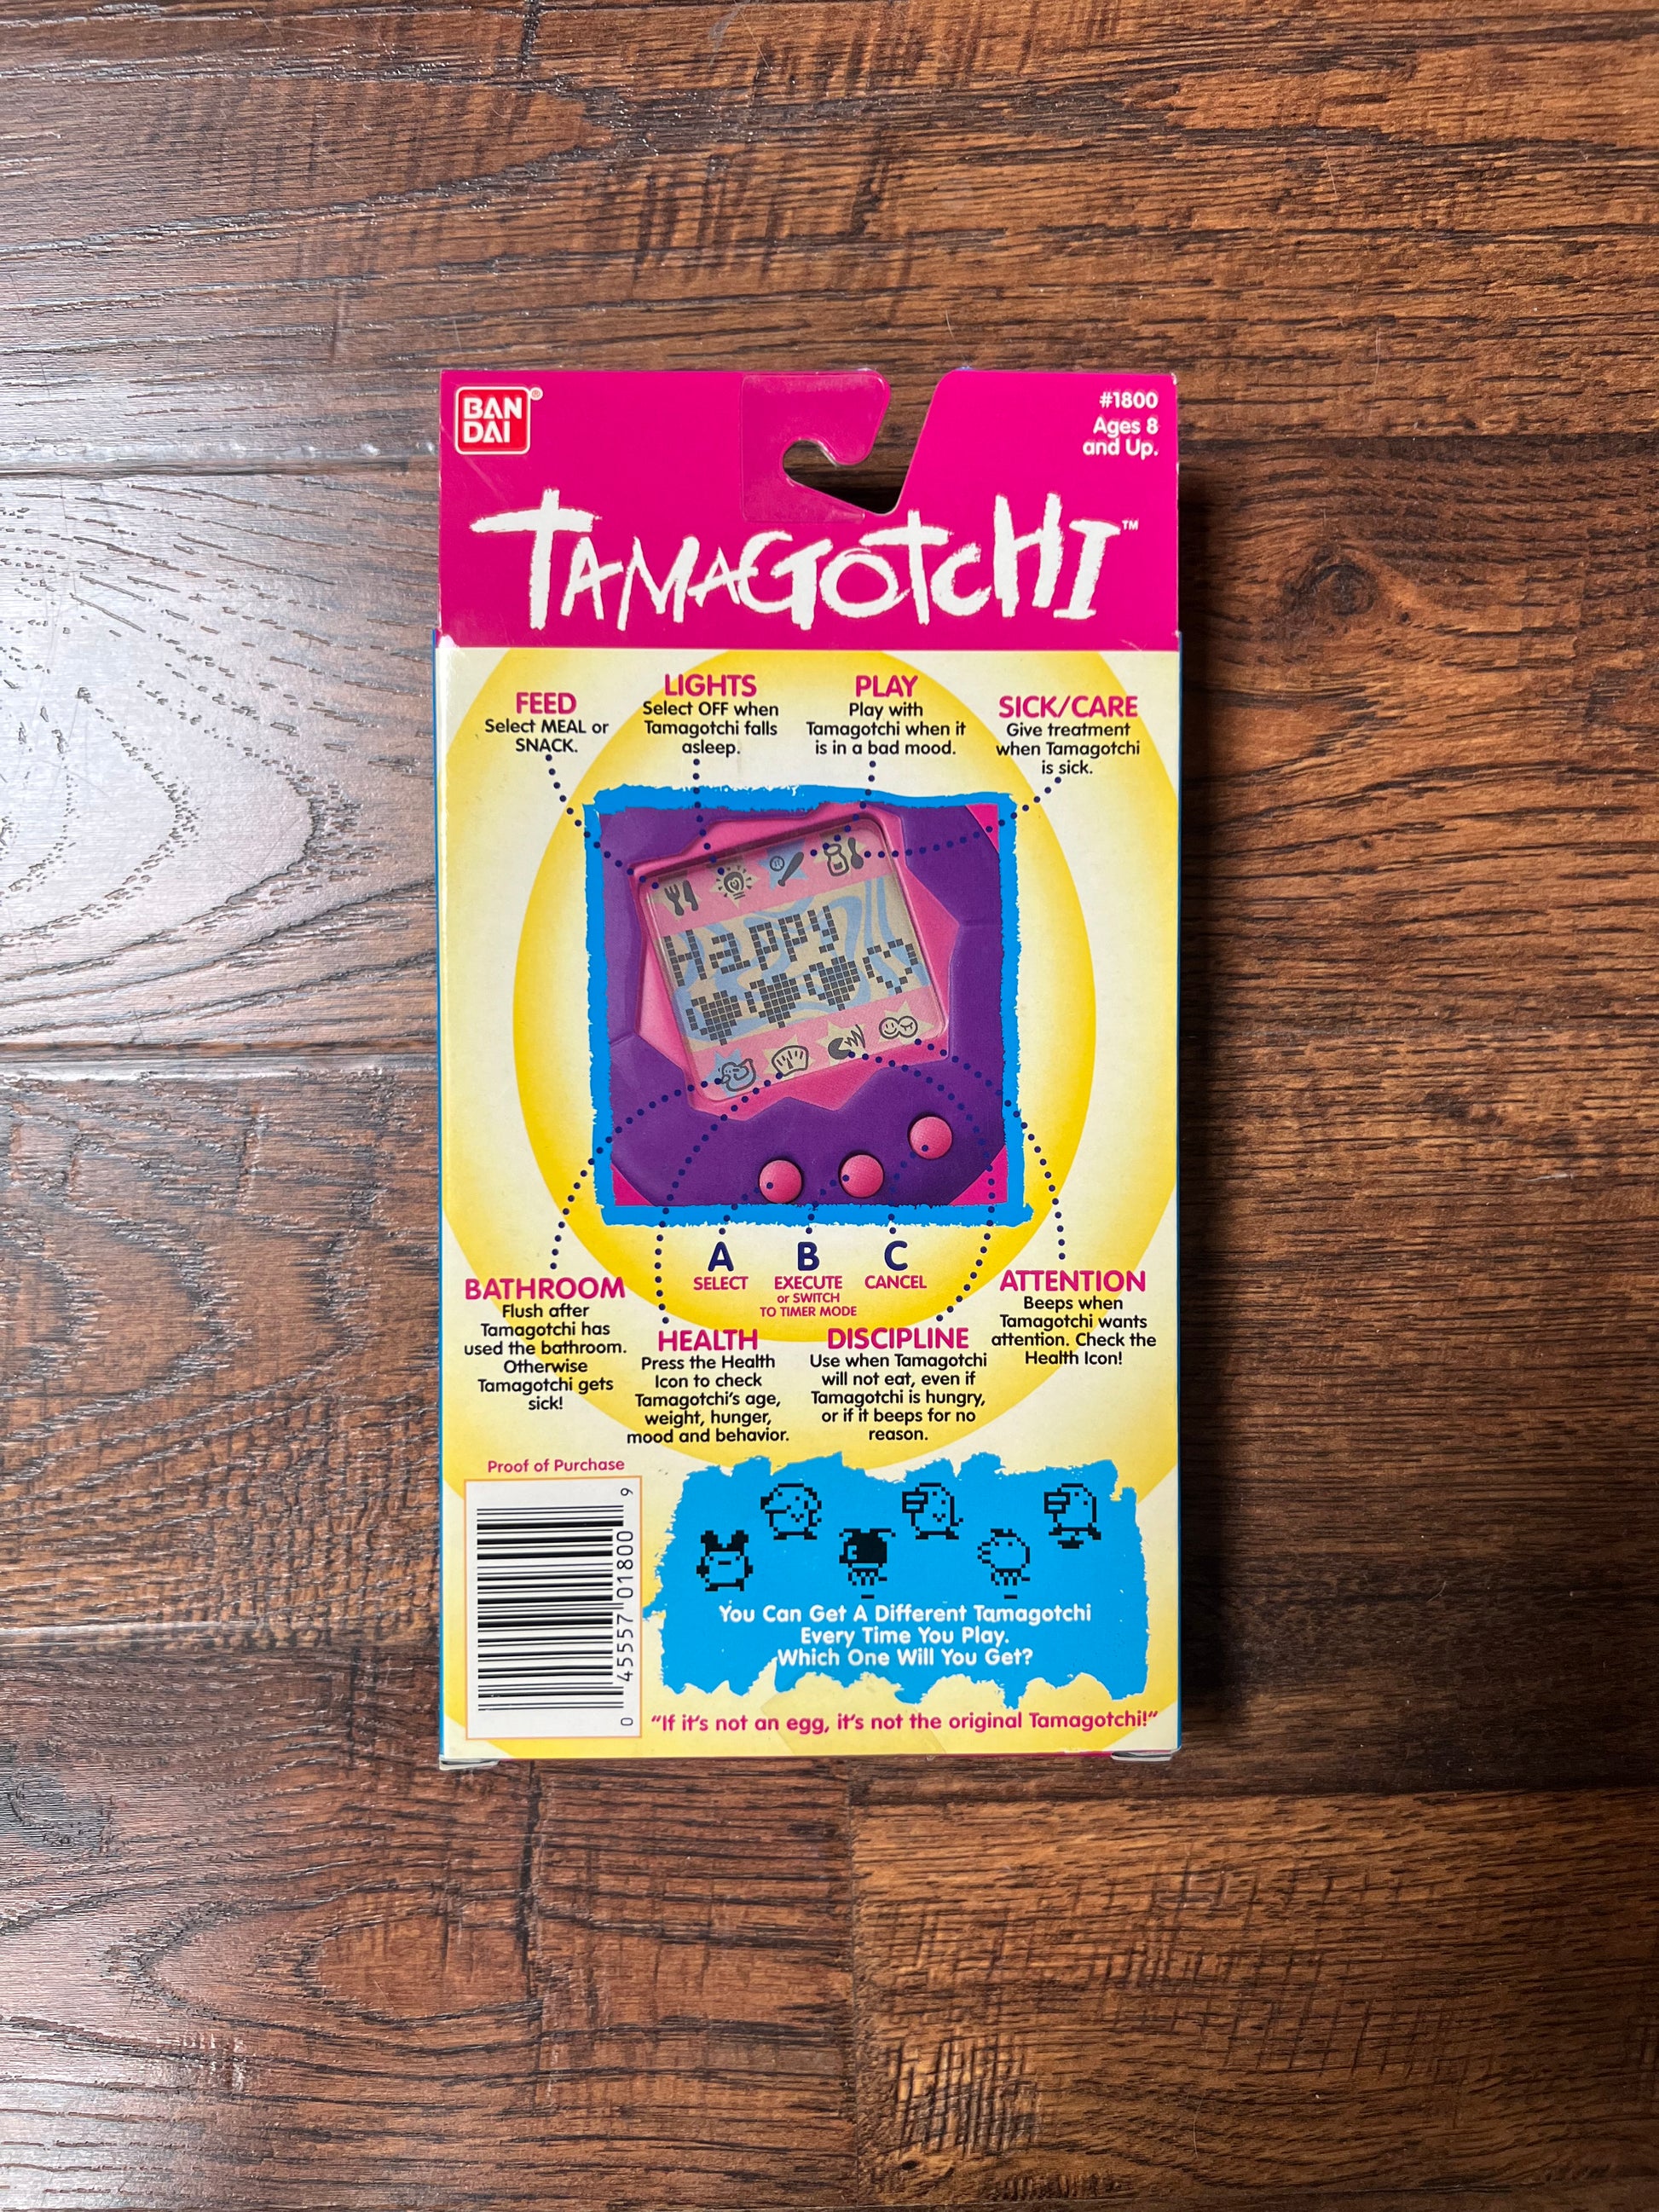 BAN
DAI
®
#1800
Ages 8
and Up.
TAMAGOTCHI™
FEED
Select MEAL or
SNACK.
LIGHTS
Select OFF when
Tamagotchi falls
asleep.
PLAY
Play with
Tamagotchi when it
is in a bad mood.
SICK/CARE
Give treatment
when Tamagotchi
is sick.
Happy
A
SELECT
B
EXECUTE
or SWITCH
TO TIMER MODE
C
CANCEL
BATHROOM
Flush after
Tamagotchi has
used the bathroom.
Otherwise
Tamagotchi gets
sick!
HEALTH
Press the Health
Icon to check
Tamagotchi's age,
weight, hunger,
mood and behavior.
DISCIPLINE
Use when Tamagotchi
will not eat, even if
Tamagotchi is hungry,
or if it beeps for no
reason.
ATTENTION
Beeps when
Tamagotchi wants
attention. Check the
Health Icon!
Proof of Purchase
0 45557 01800 9
You Can Get A Different Tamagotchi
Every Time You Play.
Which One Will You Get?
"If it's not an egg, it's not the original Tamagotchi!"